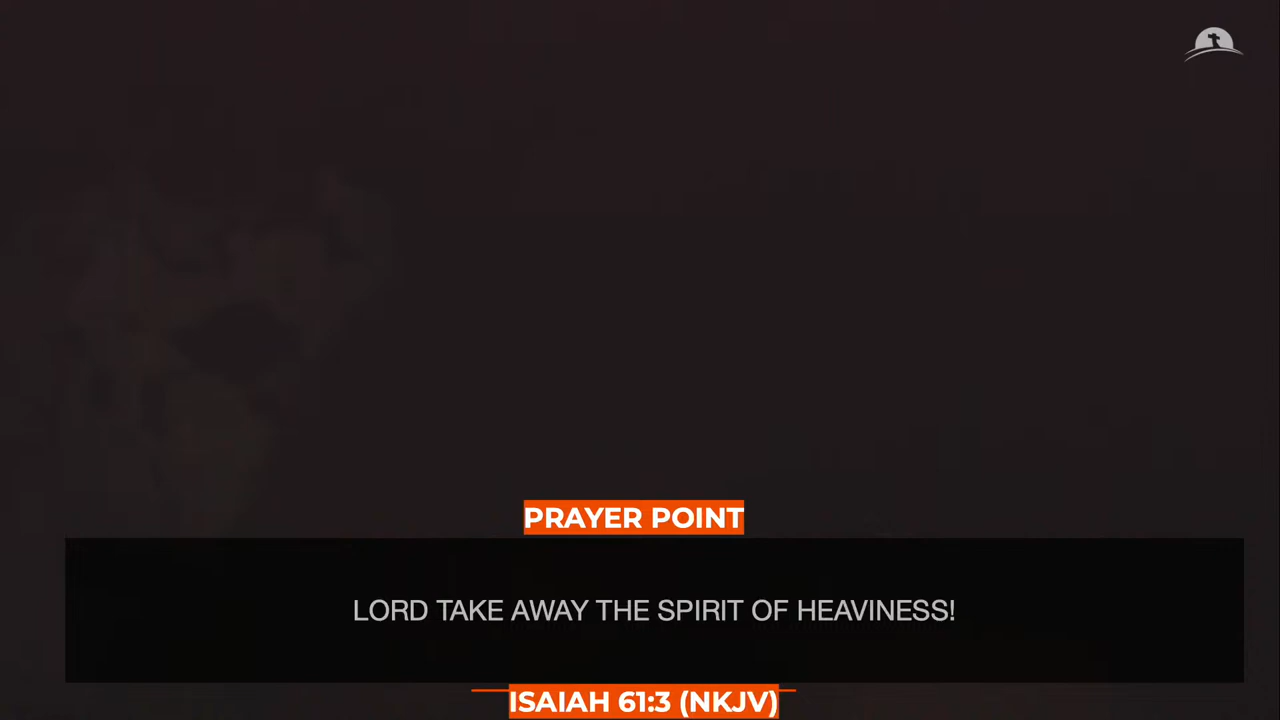 PRAYER POINT
LORD TAKE AWAY THE SPIRIT OF HEAVINESS!
ISAIAH 61:3 (NKJV)